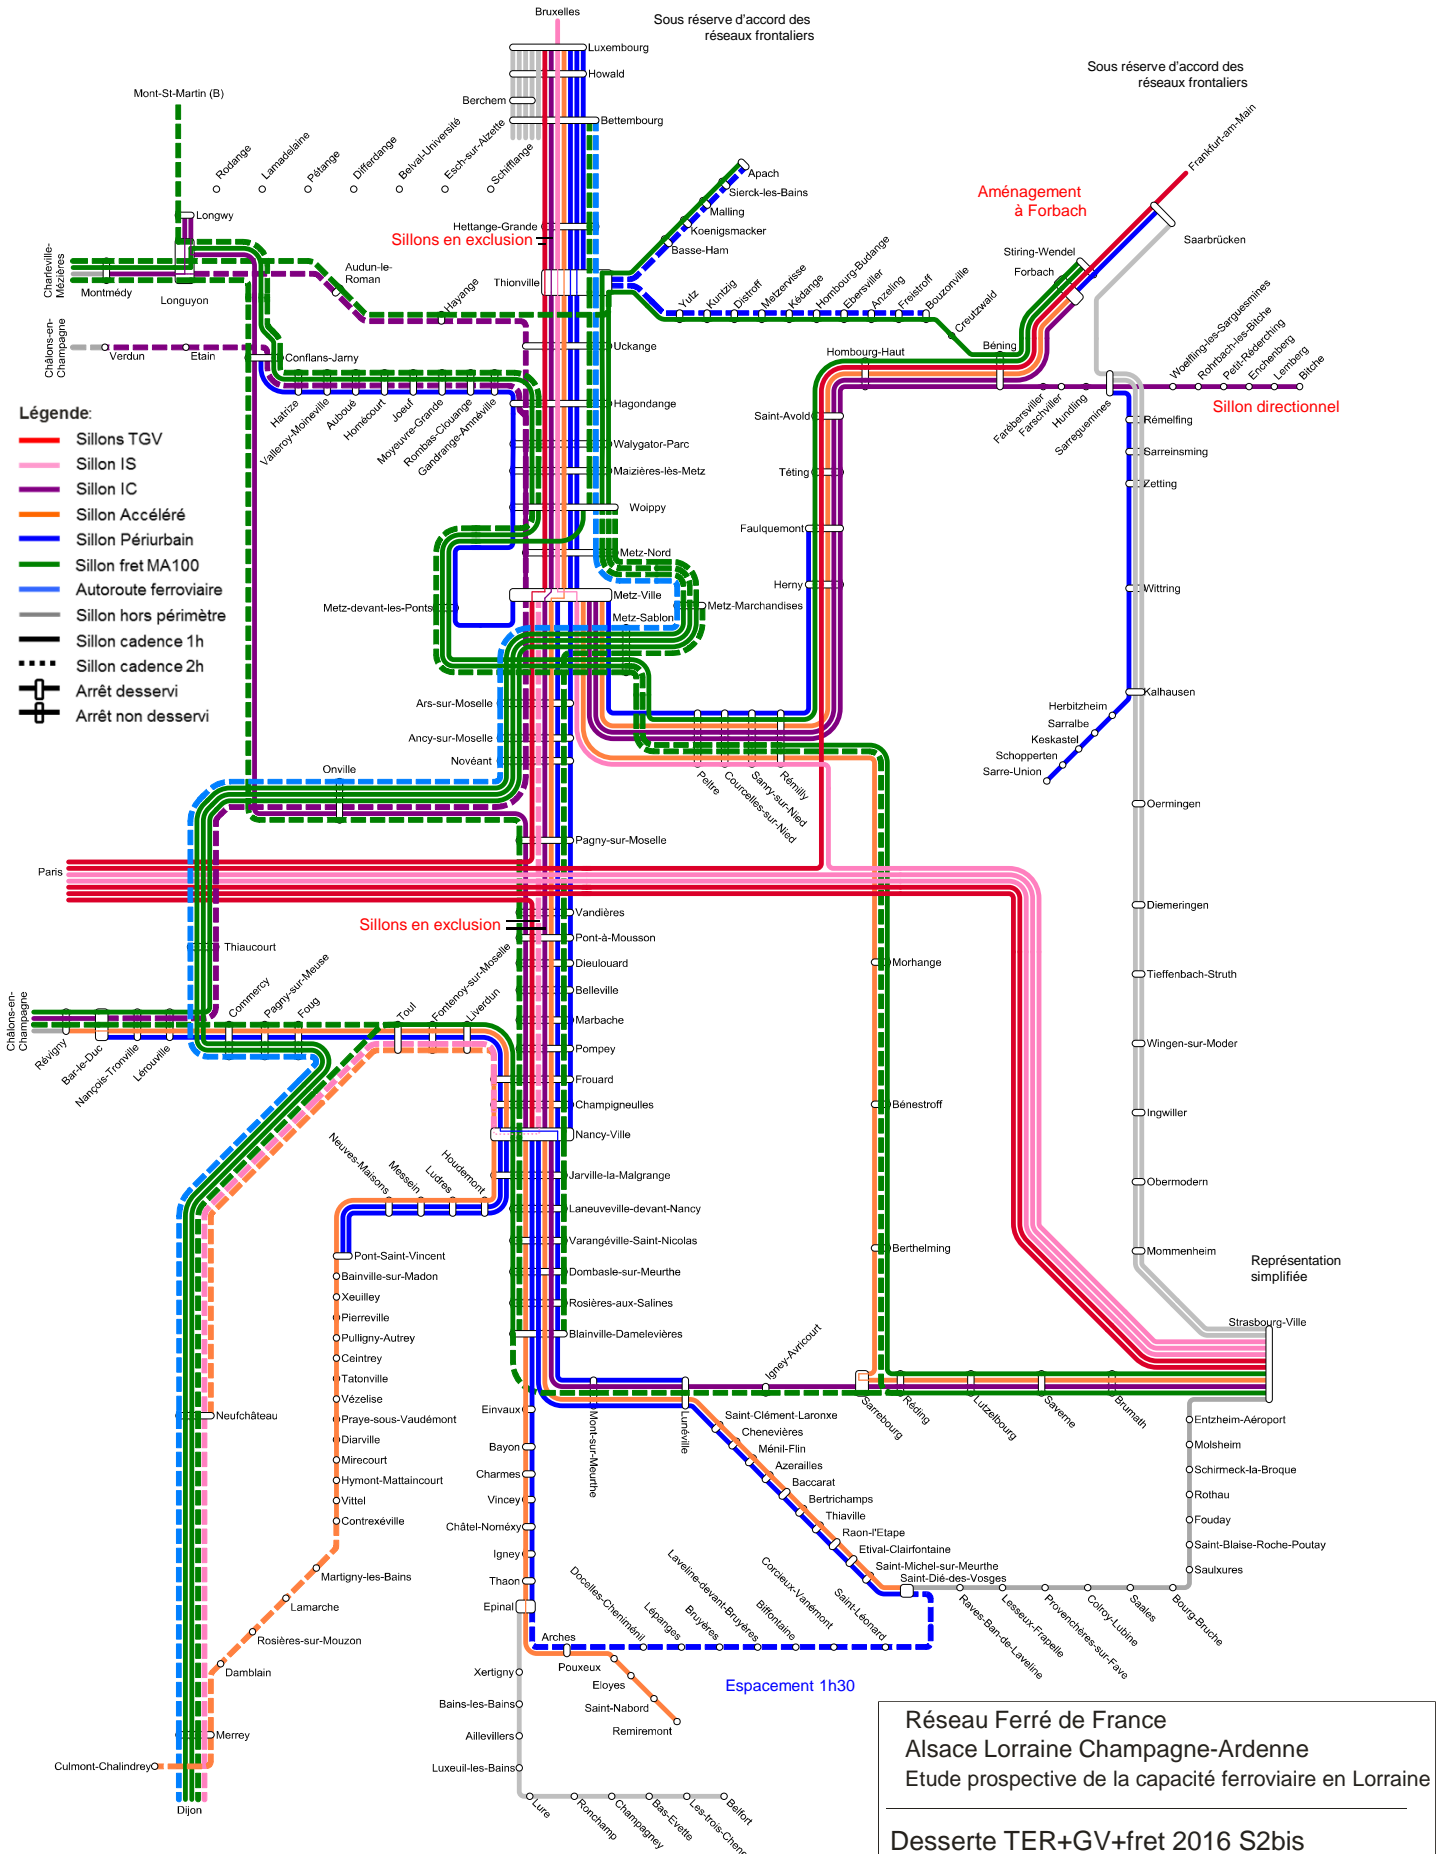 Bruxelles
Sous réserve d'accord des
réseaux frontaliers
Luxembourg
Howald
Berchem
Bettembourg
Sous réserve d'accord des
réseaux frontaliers
Frankfurt-am-Main
Mont-St-Martin (B)
Rodange
Lamadelaine
Pétange
Differdange
Belval-Université
Esch-sur-Alzette
Schifflange
Apach
Sierck-les-Bains
Malling
Koenigsmacker
Basse-Ham
Aménagement
à Forbach
Longwy
Hettange-Grande
Sillons en exclusion
Stiring-Wendel
Forbach
Saarbrücken
Charleville-
Mézières
Montmédy
Longuyon
Audun-le-
Roman
Hayange
Thionville
Yutz
Kuntzig
Distroff
Metzervisse
Kédange
Hombourg-Budange
Ebersviller
Anzeling
Freistroff
Bouzonville
Creutzwald
Béning
Hombourg-Haut
Châlons-en-
Champagne
Verdun
Etain
Conflans-Jarny
Uckange
Hatrize
Valleroy-Moineville
Auboué
Homécourt
Joeuf
Moyeuvre-Grande
Rombas-Clouange
Gandrange-Amnéville
Hagondange
Walygator-Parc
Maizières-lès-Metz
Woippy
Metz-Nord
Saint-Avold
Téting
Faulquemont
Herny
Farébersviller
Farschviller
Hundling
Sarreguemines
Woelfling-les-Sarguesmines
Rohrbach-les-Bitche
Petit-Réderching
Enchenberg
Lemberg
Bitche
Sillon directionnel
Rémelfing
Sarreinsming
Zetting
Wittring
Kalhausen
Herbitzheim
Sarralbe
Keskastel
Schopperten
Sarre-Union
Légende:
Sillons TGV
Sillon IS
Sillon IC
Sillon Accéléré
Sillon Périurbain
Sillon fret MA100
Autoroute ferroviaire
Sillon hors périmètre
Sillon cadence 1h
Sillon cadence 2h
Arrêt desservi
Arrêt non desservi
Metz-Ville
Metz-devant-les-Ponts
Metz-Sablon
Metz-Marchandises
Ars-sur-Moselle
Ancy-sur-Moselle
Novéant
Onville
Peltre
Courcelles-sur-Nied
Sanry-sur-Nied
Rémilly
Pagny-sur-Moselle
Paris
Oermingen
Diemeringen
Tieffenbach-Struth
Wingen-sur-Moder
Ingwiller
Obermodern
Mommenheim
Vandières
Sillons en exclusion
Pont-à-Mousson
Dieulouard
Belleville
Marbache
Pompey
Frouard
Champigneulles
Nancy-Ville
Thiaucourt
Châlons-en-
Champagne
Révigny
Bar-le-Duc
Nançois-Tronville
Lérouville
Commercy
Pagny-sur-Meuse
Foug
Toul
Fontenoy-sur-Moselle
Liverdun
Morhange
Bénestroff
Berthelming
Neuves-Maisons
Messein
Ludres
Houdemont
Jarville-la-Malgrange
Laneuveville-devant-Nancy
Varangéville-Saint-Nicolas
Dombasle-sur-Meurthe
Rosières-aux-Salines
Blainville-Damelevières
Pont-Saint-Vincent
Bainville-sur-Madon
Xeuilley
Pierreville
Pulligny-Autrey
Ceintrey
Tatonville
Vézelise
Praye-sous-Vaudémont
Diarville
Mirecourt
Hymont-Mattaincourt
Vittel
Contrexéville
Martigny-les-Bains
Lamarche
Rosières-sur-Mouzon
Damblain
Neufchâteau
Merrey
Culmont-Chalindrey
Dijon
Représentation
simplifiée
Strasbourg-Ville
Igney-Avricourt
Sarrebourg
Réding
Lutzelbourg
Saverne
Brumath
Mont-sur-Meurthe
Lunéville
Einvaux
Bayon
Charmes
Vincey
Châtel-Noméxy
Igney
Thaon
Epinal
Saint-Clément-Laronxe
Chenevières
Ménil-Flin
Azerailles
Baccarat
Bertrichamps
Thiaville
Raon-l'Etape
Etival-Clairfontaine
Saint-Michel-sur-Meurthe
Saint-Dié-des-Vosges
Entzheim-Aéroport
Molsheim
Schirmeck-la-Broque
Rothau
Fouday
Saint-Blaise-Roche-Poutay
Saulxures
Raves-Ban-de-Laveline
Lesseux-Frapelle
Provenchères-sur-Fave
Colroy-Lubine
Saales
Bourg-Bruche
Arches
Docelles-Cheniménil
Lépanges
Bruyères
Laveline-devant-Bruyères
Biffontaine
Corcieux-Vanémont
Saint-Léonard
Pouxeux
Eloyes
Saint-Nabord
Remiremont
Espacement 1h30
Xertigny
Bains-les-Bains
Aillevillers
Luxeuil-les-Bains
Lure
Ronchamp
Champagney
Bas-Evette
Belfort
Réseau Ferré de France
Alsace Lorraine Champagne-Ardenne
Etude prospective de la capacité ferroviaire en Lorraine
Desserte TER+GV+fret 2016 S2bis